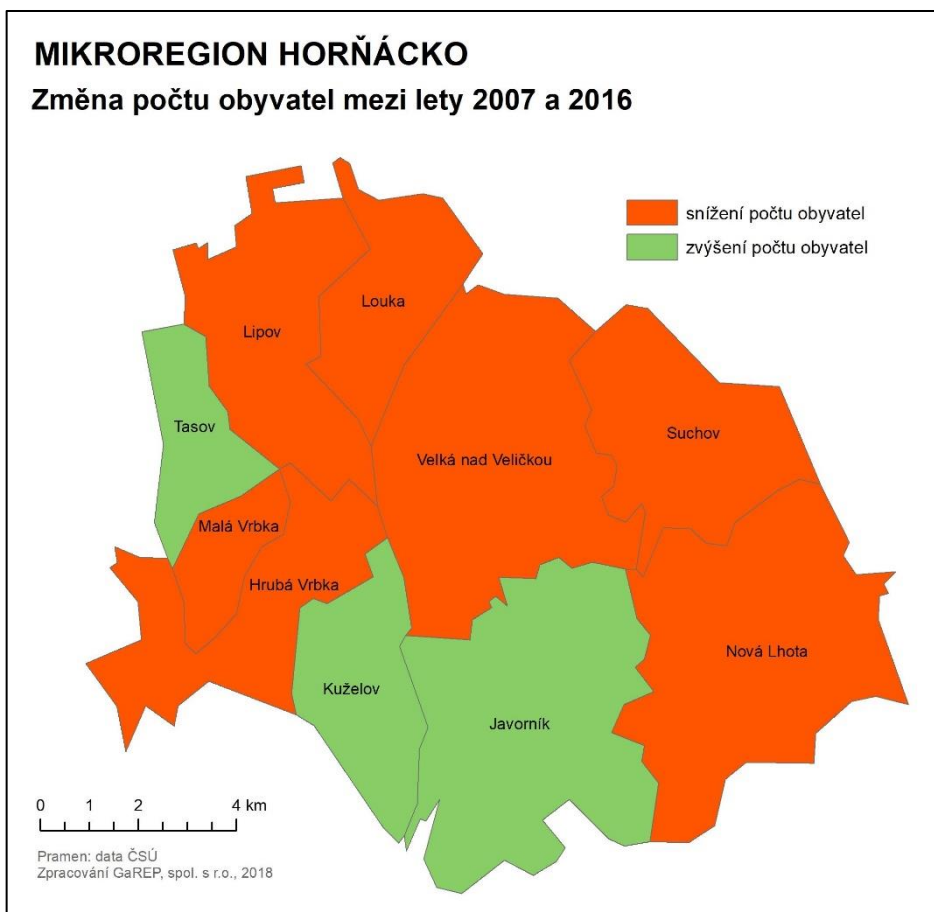 MIKROREGION HORŇÁCKO
Změna počtu obyvatel mezi lety 2007 a 2016
snížení počtu obyvatel
zvýšení počtu obyvatel
Louka
Lipov
Tasov
Suchov
Velká nad Veličkou
Malá Vrbka
Hrubá Vrbka
Nová Lhota
Kuželov
Javorník
0 1 2 4 km
Pramen: data ČSÚ
Zpracování GaREP, spol. s r.o., 2018